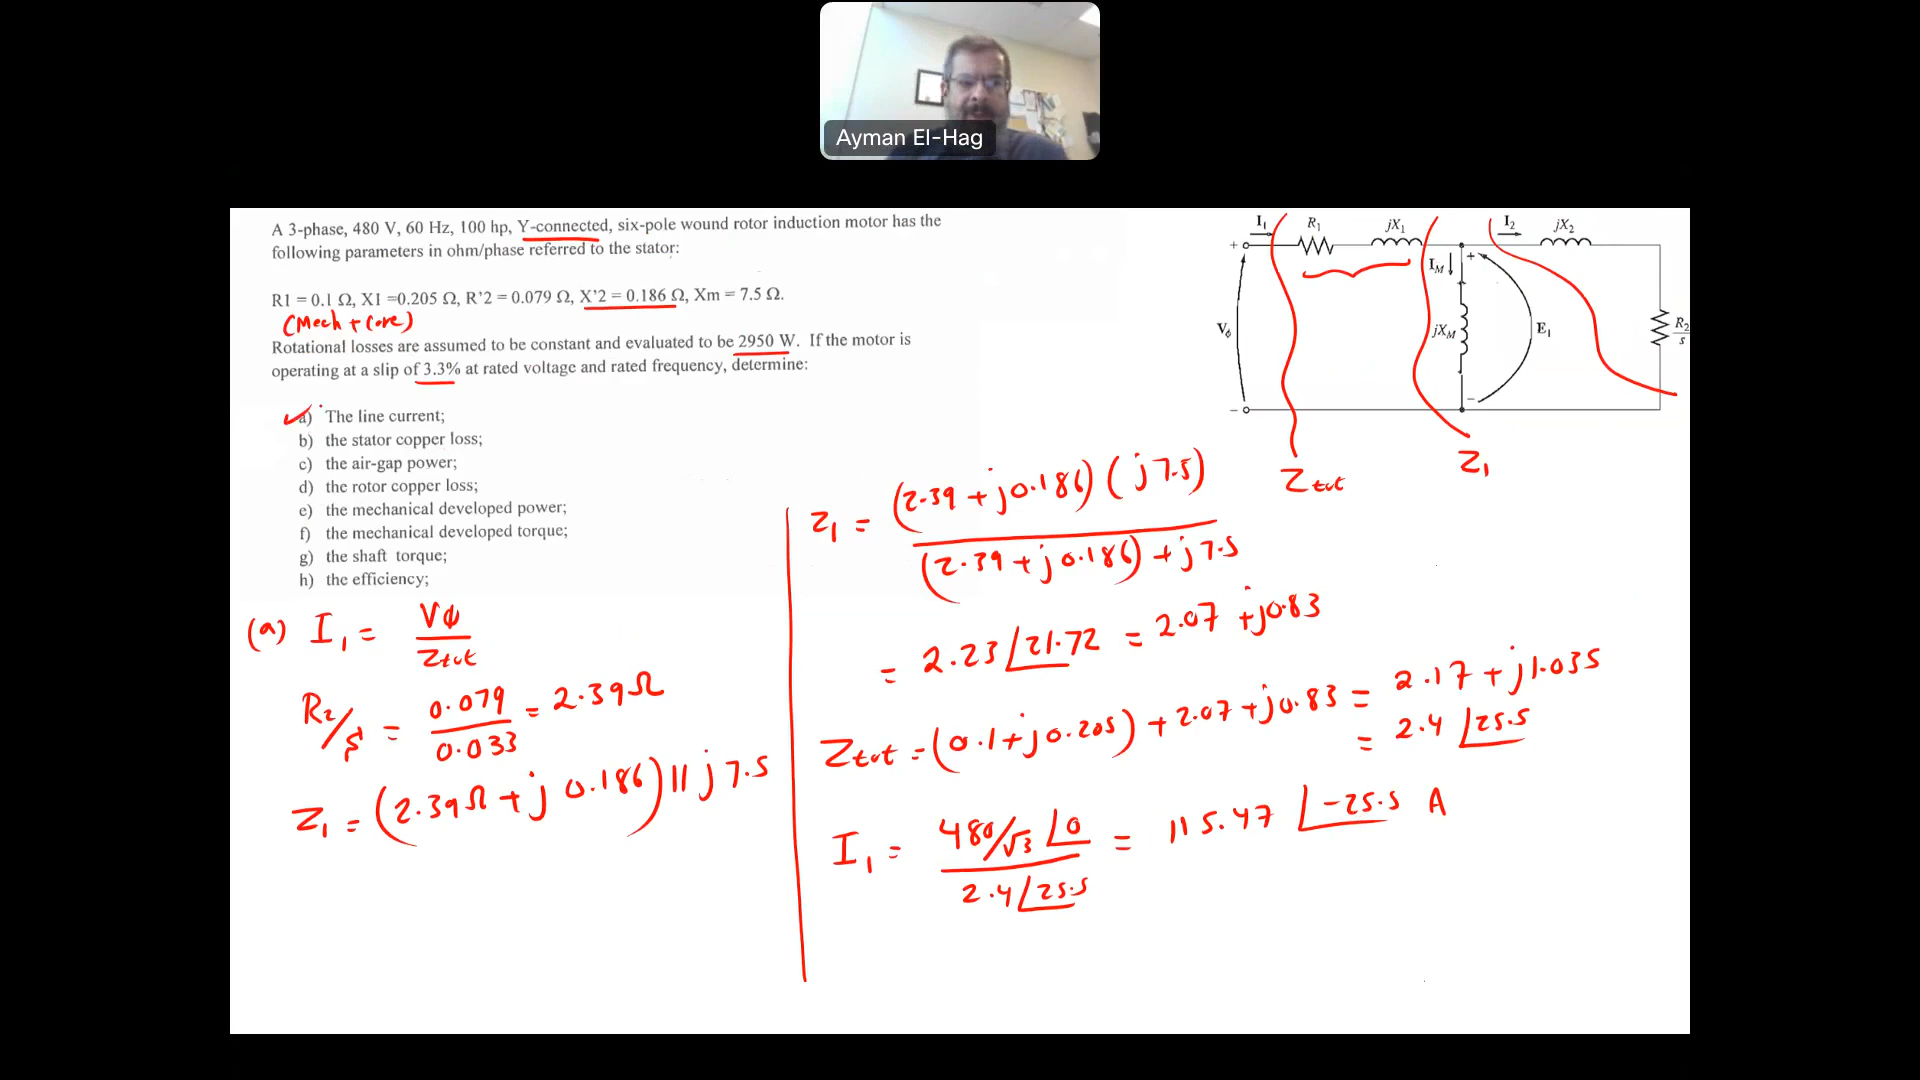 Ayman El-Hag
A 3-phase, 480 V, 60 Hz, 100 hp, Y-connected, six-pole wound rotor induction motor has the
following parameters in ohm/phase referred to the stator:
R1 = 0.1 Ω, X1 =0.205 Ω, R'2 = 0.079 Ω, X'2 = 0.186 Ω, Xm = 7.5 Ω.
(Mech + Core)
Rotational losses are assumed to be constant and evaluated to be 2950 W. If the motor is
operating at a slip of 3.3% at rated voltage and rated frequency, determine:
a) The line current;
b) the stator copper loss;
c) the air-gap power;
d) the rotor copper loss;
e) the mechanical developed power;
f) the mechanical developed torque;
g) the shaft torque;
h) the efficiency;
I1 R1 jX1 I2 jX2
+ IM +
Vϕ jXM E1 R2/s
- -
Ztot Z1
(a) I1 = Vϕ / Ztot
R2/s = 0.079 / 0.033 = 2.39Ω
Z1 = (2.39Ω + j 0.186) || j 7.5
Z1 = (2.39 + j0.186) (j 7.5) / (2.39 + j 0.186) + j7.5
= 2.23 ∠21.72 = 2.07 + j0.83
Ztot = (0.1 + j0.205) + 2.07 + j0.83 = 2.17 + j1.035
= 2.4 ∠25.5
I1 = 480/√3 ∠0 / 2.4 ∠25.5 = 115.47 ∠-25.5 A